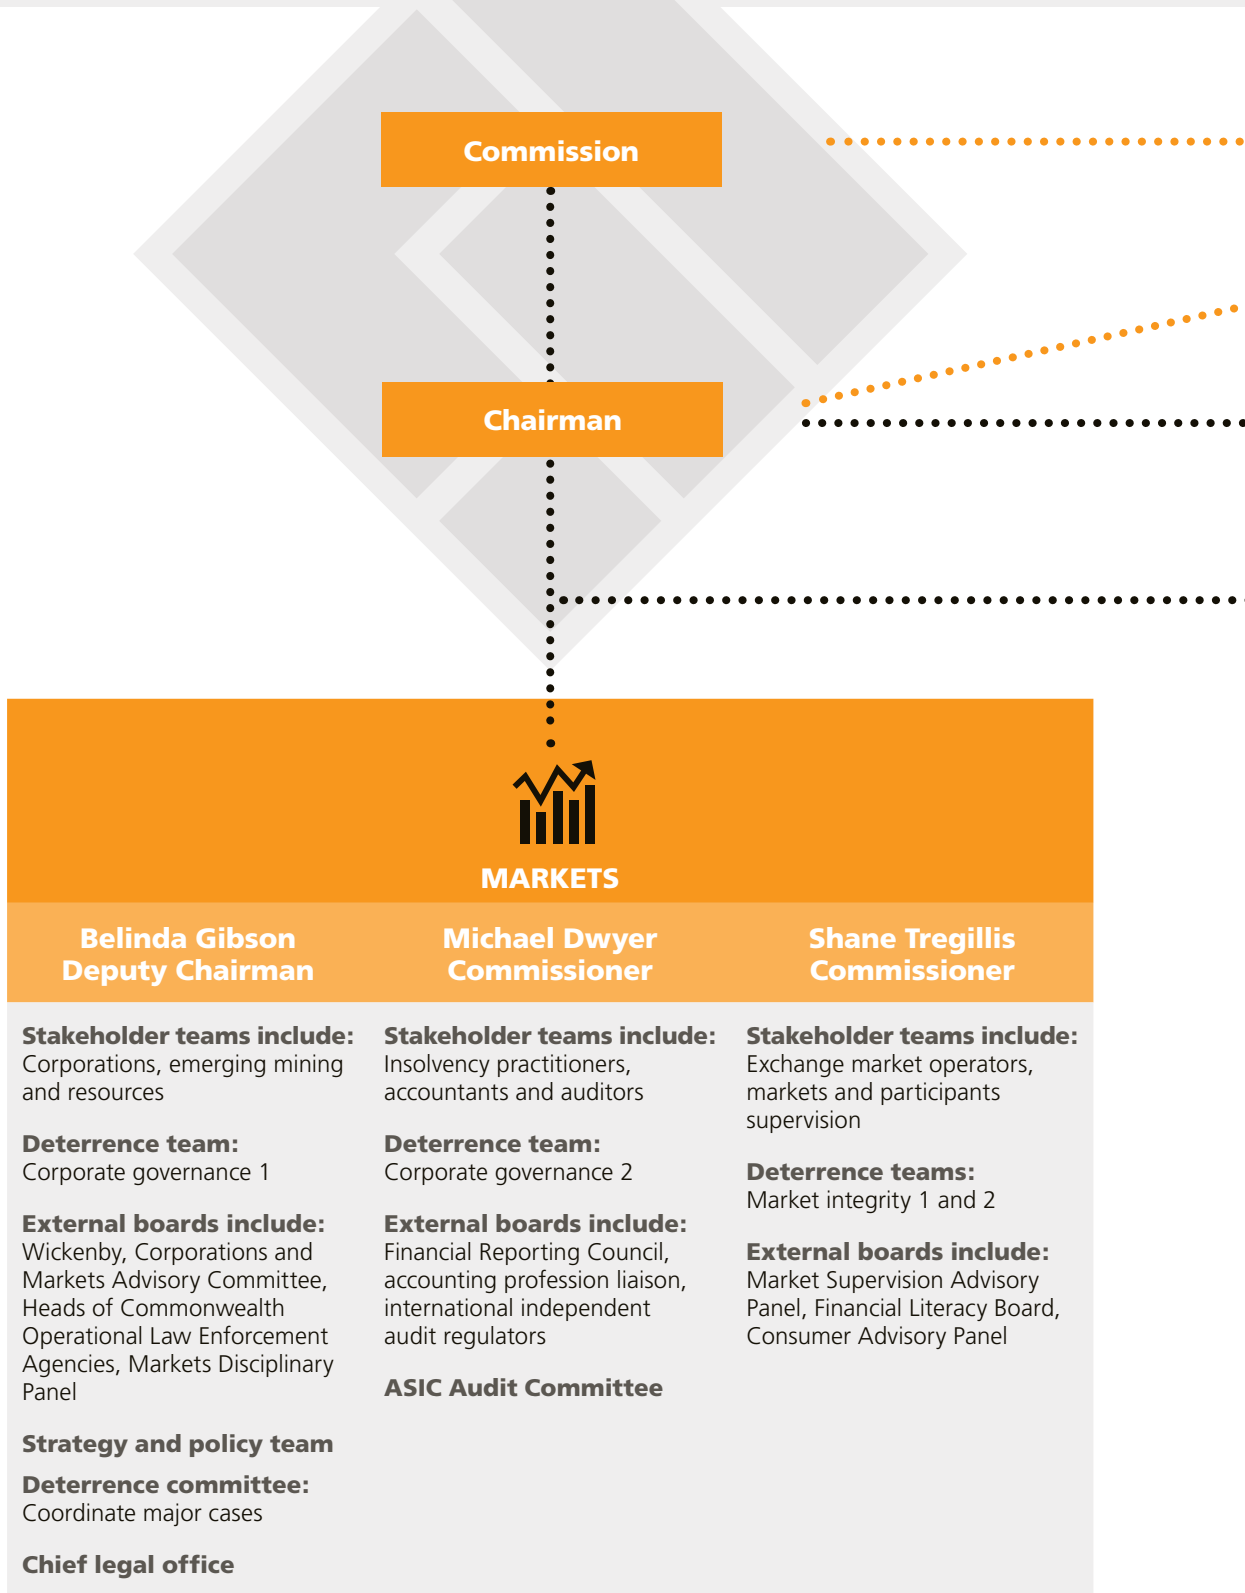 Commission
Chairman
MARKETS
Belinda Gibson
Deputy Chairman
Stakeholder teams include:
Corporations, emerging mining
and resources
Deterrence team:
Corporate governance 1
External boards include:
Wickenby, Corporations and
Markets Advisory Committee,
Heads of Commonwealth
Operational Law Enforcement
Agencies, Markets Disciplinary
Panel
Strategy and policy team
Deterrence committee:
Coordinate major cases
Chief legal office
Michael Dwyer
Commissioner
Stakeholder teams include:
Insolvency practitioners,
accountants and auditors
Deterrence team:
Corporate governance 2
External boards include:
Financial Reporting Council,
accounting profession liaison,
international independent
audit regulators
ASIC Audit Committee
Shane Tregillis
Commissioner
Stakeholder teams include:
Exchange market operators,
markets and participants
supervision
Deterrence teams:
Market integrity 1 and 2
External boards include:
Market Supervision Advisory
Panel, Financial Literacy Board,
Consumer Advisory Panel